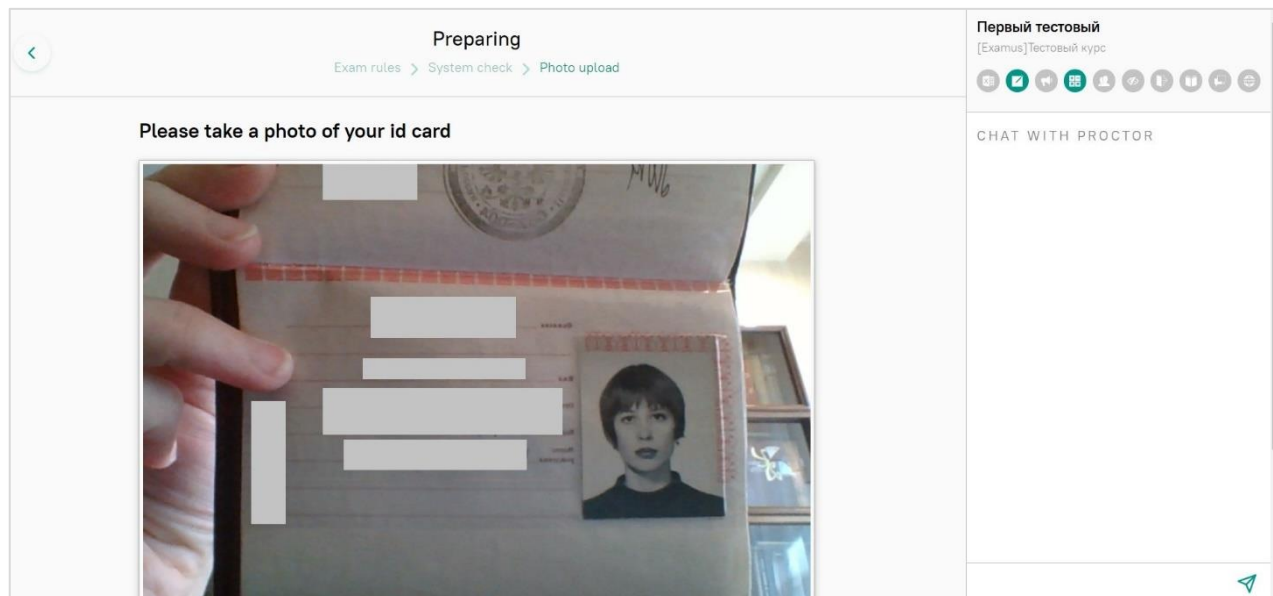 Preparing
Exam rules > System check > Photo upload
Please take a photo of your id card
Первый тестовый
[Examus]Тестовый курс
CHAT WITH PROCTOR